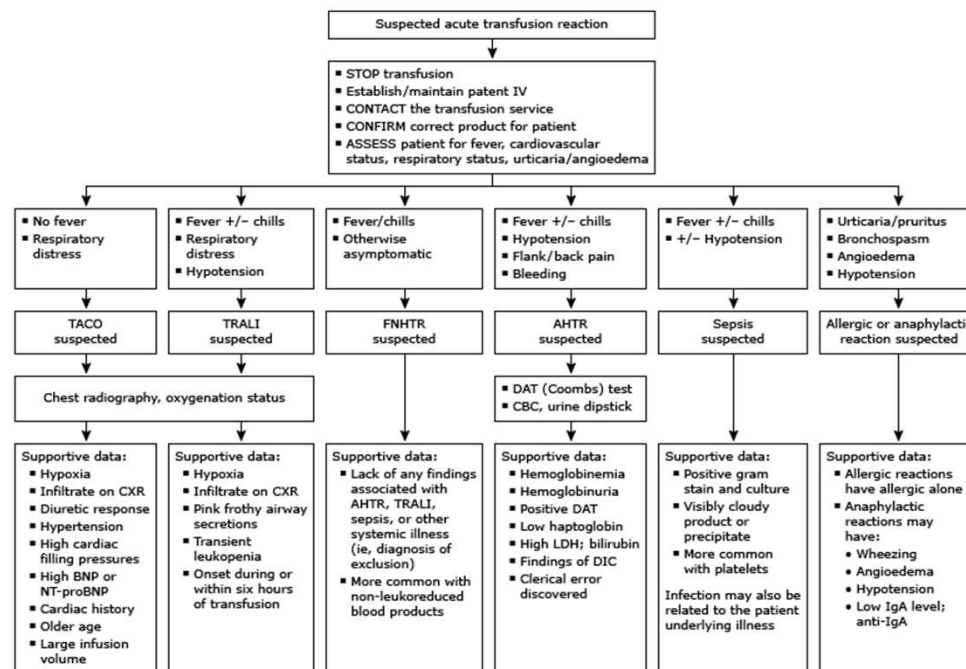 Suspected acute transfusion reaction
▪ STOP transfusion
▪ Establish/maintain patent IV
▪ CONTACT the transfusion service
▪ CONFIRM correct product for patient
▪ ASSESS patient for fever, cardiovascular
status, respiratory status, urticaria/angioedema
▪ No fever
▪ Respiratory
distress
▪ Fever +/− chills
▪ Respiratory
distress
▪ Hypotension
▪ Fever/chills
▪ Otherwise
asymptomatic
▪ Fever +/− chills
▪ Hypotension
▪ Flank/back pain
▪ Bleeding
▪ Fever +/− chills
▪ +/− Hypotension
▪ Urticaria/pruritus
▪ Bronchospasm
▪ Angioedema
▪ Hypotension
TACO
suspected
TRALI
suspected
FNHTR
suspected
AHTR
suspected
Sepsis
suspected
Allergic or anaphylactic
reaction suspected
Chest radiography, oxygenation status
▪ DAT (Coombs) test
▪ CBC, urine dipstick
Supportive data:
▪ Hypoxia
▪ Infiltrate on CXR
▪ Diuretic response
▪ Hypertension
▪ High cardiac
filling pressures
▪ High BNP or
NT-proBNP
▪ Cardiac history
▪ Older age
▪ Large infusion
volume
Supportive data:
▪ Hypoxia
▪ Infiltrate on CXR
▪ Pink frothy airway
secretions
▪ Transient
leukopenia
▪ Onset during or
within six hours
of transfusion
Supportive data:
▪ Lack of any findings
associated with
AHTR, TRALI,
sepsis, or other
systemic illness
(ie, diagnosis of
exclusion)
▪ More common with
non-leukoreduced
blood products
Supportive data:
▪ Hemoglobinemia
▪ Hemoglobinuria
▪ Positive DAT
▪ Low haptoglobin
▪ High LDH; bilirubin
▪ Findings of DIC
▪ Clerical error
discovered
Supportive data:
▪ Positive gram
stain and culture
▪ Visibly cloudy
product or
precipitate
▪ More common
with platelets
Infection may also be
related to the patient
underlying illness
Supportive data:
▪ Allergic reactions
have allergic alone
▪ Anaphylactic
reactions may
have:
• Wheezing
• Angioedema
• Hypotension
• Low IgA level;
anti-IgA